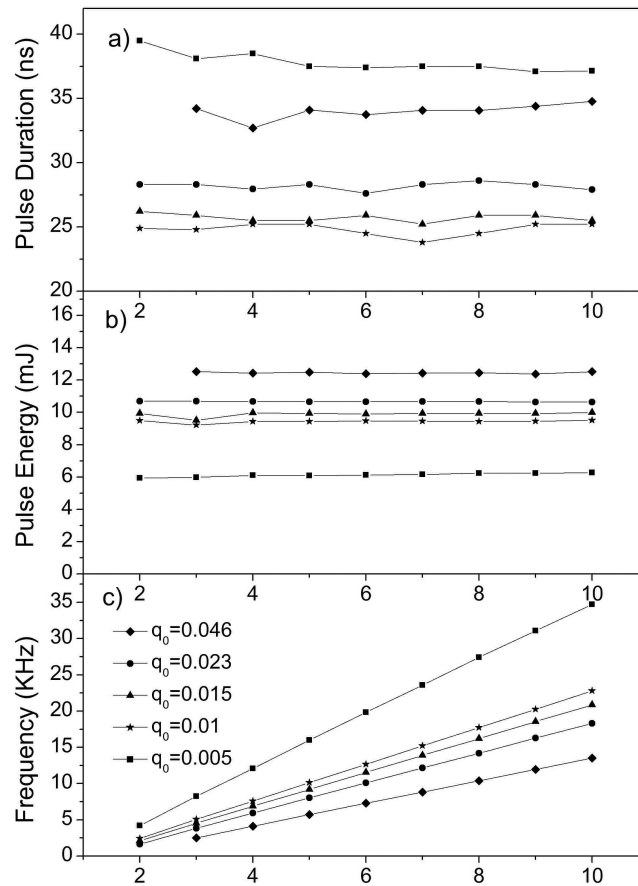 a)
Pulse Duration (ns)
40
35
30
25
20
2 4 6 8 10
b)
Pulse Energy (mJ)
16
14
12
10
8
6
4
2
0
2 4 6 8 10
c)
Frequency (KHz)
35
30
25
20
15
10
5
0
q₀=0.046
q₀=0.023
q₀=0.015
q₀=0.01
q₀=0.005
2 4 6 8 10